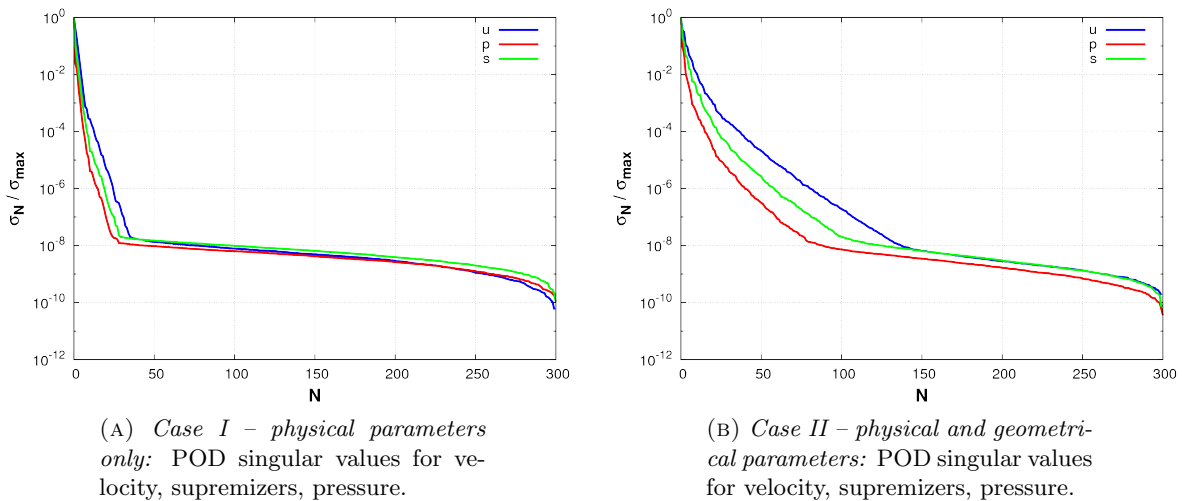 10^0
10^-2
10^-4
10^-6
10^-8
10^-10
10^-12
σ_N / σ_max
0 50 100 150 200 250 300
N
u
p
s
(A) Case I – physical parameters
only: POD singular values for ve-
locity, supremizers, pressure.
10^0
10^-2
10^-4
10^-6
10^-8
10^-10
10^-12
σ_N / σ_max
0 50 100 150 200 250 300
N
u
p
s
(B) Case II – physical and geometri-
cal parameters: POD singular values
for velocity, supremizers, pressure.